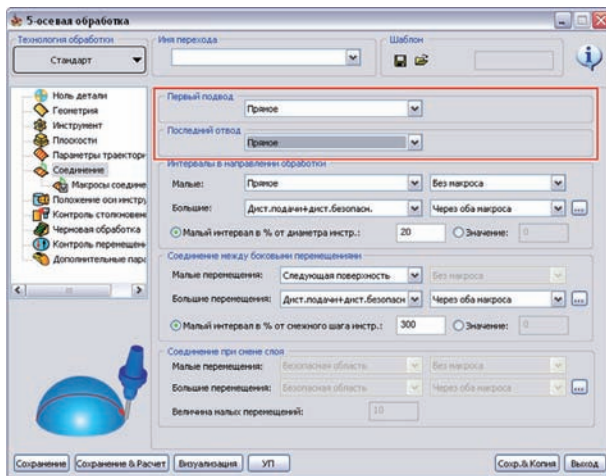 5-осевая обработка
Технология обработки
Стандарт
Имя перехода
Шаблон
Ноль детали
Геометрия
Инструмент
Плоскости
Параметры траектори
Соединение
Макросы соедине
Положение оси инстру
Контроль столкновен
Черновая обработка
Контроль перемещен
Дополнительные пара
Первый подвод
Прямое
Последний отвод
Прямое
Интервалы в направлении обработки
Малые: Прямое Без макроса
Большие: Дист.подачи+дист.безопасн. Через оба макроса ...
Малый интервал в % от диаметра инстр.: 20 Значение: 0
Соединение между боковыми перемещениями
Малые перемещения: Следующая поверхность Без макроса
Большие перемещения: Дист.подачи+дист.безопасн Через оба макроса ...
Малый интервал в % от смежного шага инстр.: 300 Значение: 0
Соединение при смене слоя
Малые перемещения: Безопасная область Без макроса
Большие перемещения: Безопасная область Через оба макроса ...
Величина малых перемещений: 10
Сохранение Сохранение & Расчет Визуализация УП Сохр.& Копия Выход